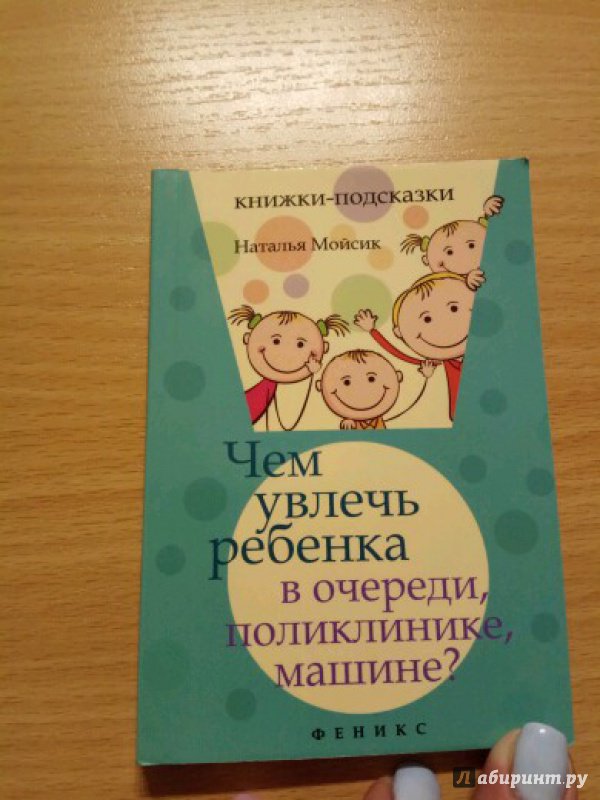 книжки-подсказки
Наталья Мойсик
Чем
увлечь
ребенка
в очереди,
поликлинике,
машине?
ФЕНИКС
© Лабиринт.ру